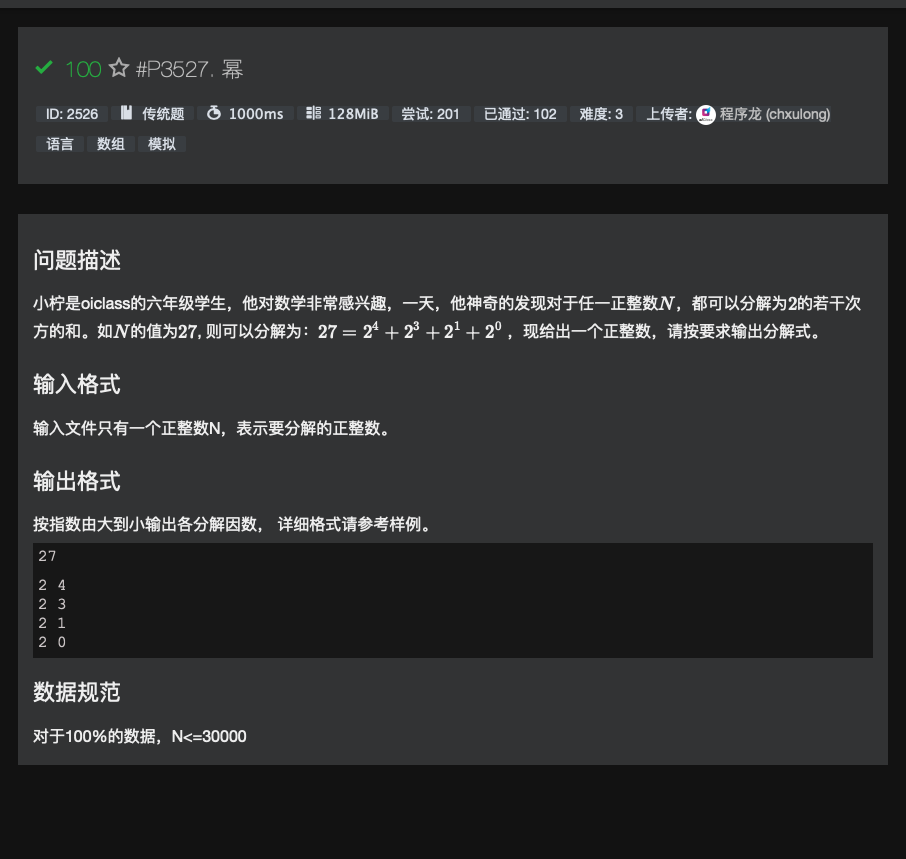 100 ☆ #P3527. 幂
ID: 2526 传统题 1000ms 128MiB 尝试: 201 已通过: 102 难度: 3 上传者: 程序龙 (chxulong)
语言 数组 模拟
问题描述
小柠是oiclass的六年级学生，他对数学非常感兴趣，一天，他神奇的发现对于任一正整数N，都可以分解为2的若干次
方的和。如N的值为27, 则可以分解为：27 = 2⁴ + 2³ + 2¹ + 2⁰ ，现给出一个正整数，请按要求输出分解式。
输入格式
输入文件只有一个正整数N，表示要分解的正整数。
输出格式
按指数由大到小输出各分解因数， 详细格式请参考样例。
27
2 4
2 3
2 1
2 0
数据规范
对于100%的数据，N<=30000